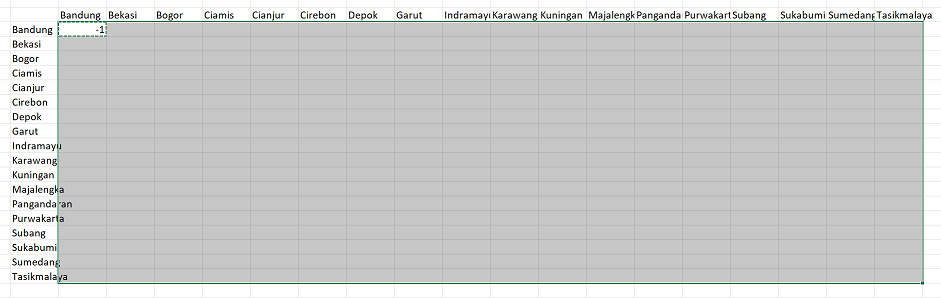 Bandung Bekasi Bogor Ciamis Cianjur Cirebon Depok Garut Indramayu Karawang Kuningan Majalengk Panganda Purwakart Subang Sukabumi Sumedang Tasikmalaya
Bandung -1
Bekasi
Bogor
Ciamis
Cianjur
Cirebon
Depok
Garut
Indramayu
Karawang
Kuningan
Majalengka
Pangandaran
Purwakarta
Subang
Sukabumi
Sumedang
Tasikmalaya